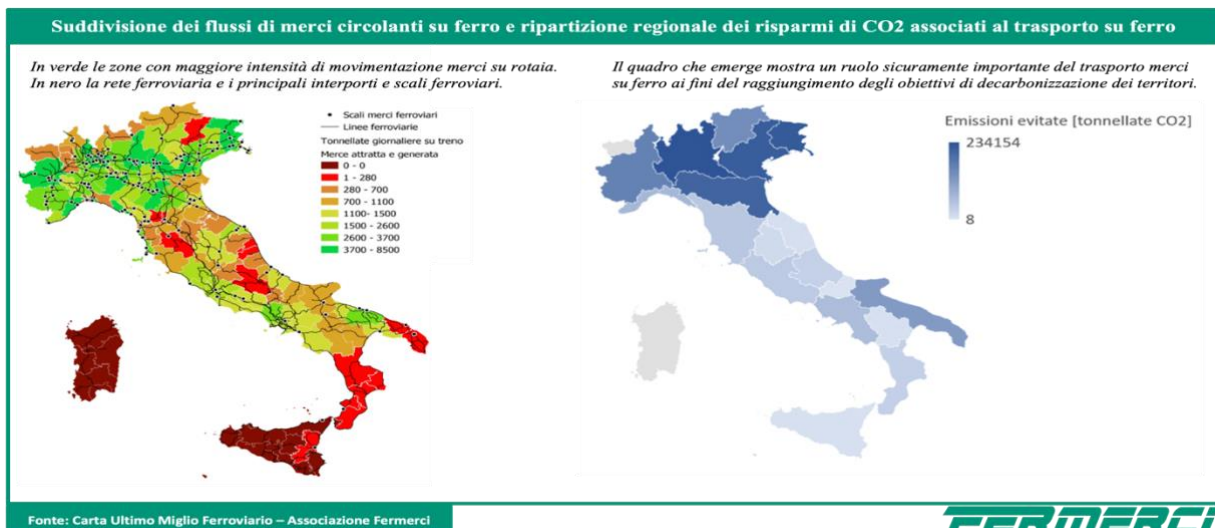 Suddivisione dei flussi di merci circolanti su ferro e ripartizione regionale dei risparmi di CO2 associati al trasporto su ferro
In verde le zone con maggiore intensità di movimentazione merci su rotaia.
In nero la rete ferroviaria e i principali interporti e scali ferroviari.
Scali merci ferroviari
Linee ferroviarie
Tonnellate giornaliere su treno
Merce attratta e generata
0 - 0
1 - 280
280 - 700
700 - 1100
1100- 1500
1500 - 2600
2600 - 3700
3700 - 8500
Il quadro che emerge mostra un ruolo sicuramente importante del trasporto merci
su ferro ai fini del raggiungimento degli obiettivi di decarbonizzazione dei territori.
Emissioni evitate [tonnellate CO2]
234154
8
Fonte: Carta Ultimo Miglio Ferroviario – Associazione Fermerci
FERMERCI